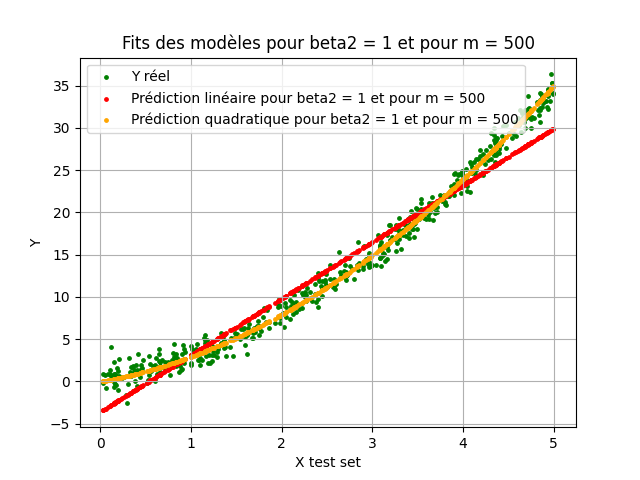 Fits des modèles pour beta2 = 1 et pour m = 500
Y réel
Prédiction linéaire pour beta2 = 1 et pour m = 500
Prédiction quadratique pour beta2 = 1 et pour m = 500
35
30
25
20
15
10
5
0
−5
Y
0 1 2 3 4 5
X test set